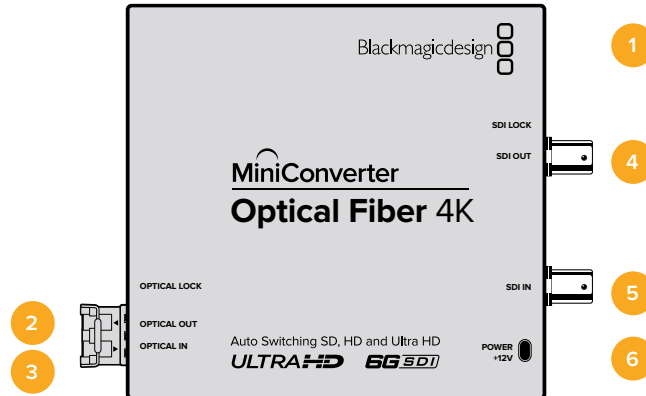 Blackmagicdesign
1
SDI LOCK
SDI OUT
4
MiniConverter
Optical Fiber 4K
OPTICAL LOCK
SDI IN
5
2
OPTICAL OUT
OPTICAL IN
3
Auto Switching SD, HD and Ultra HD
ULTRAHD 6G SDI
POWER
+12V
6